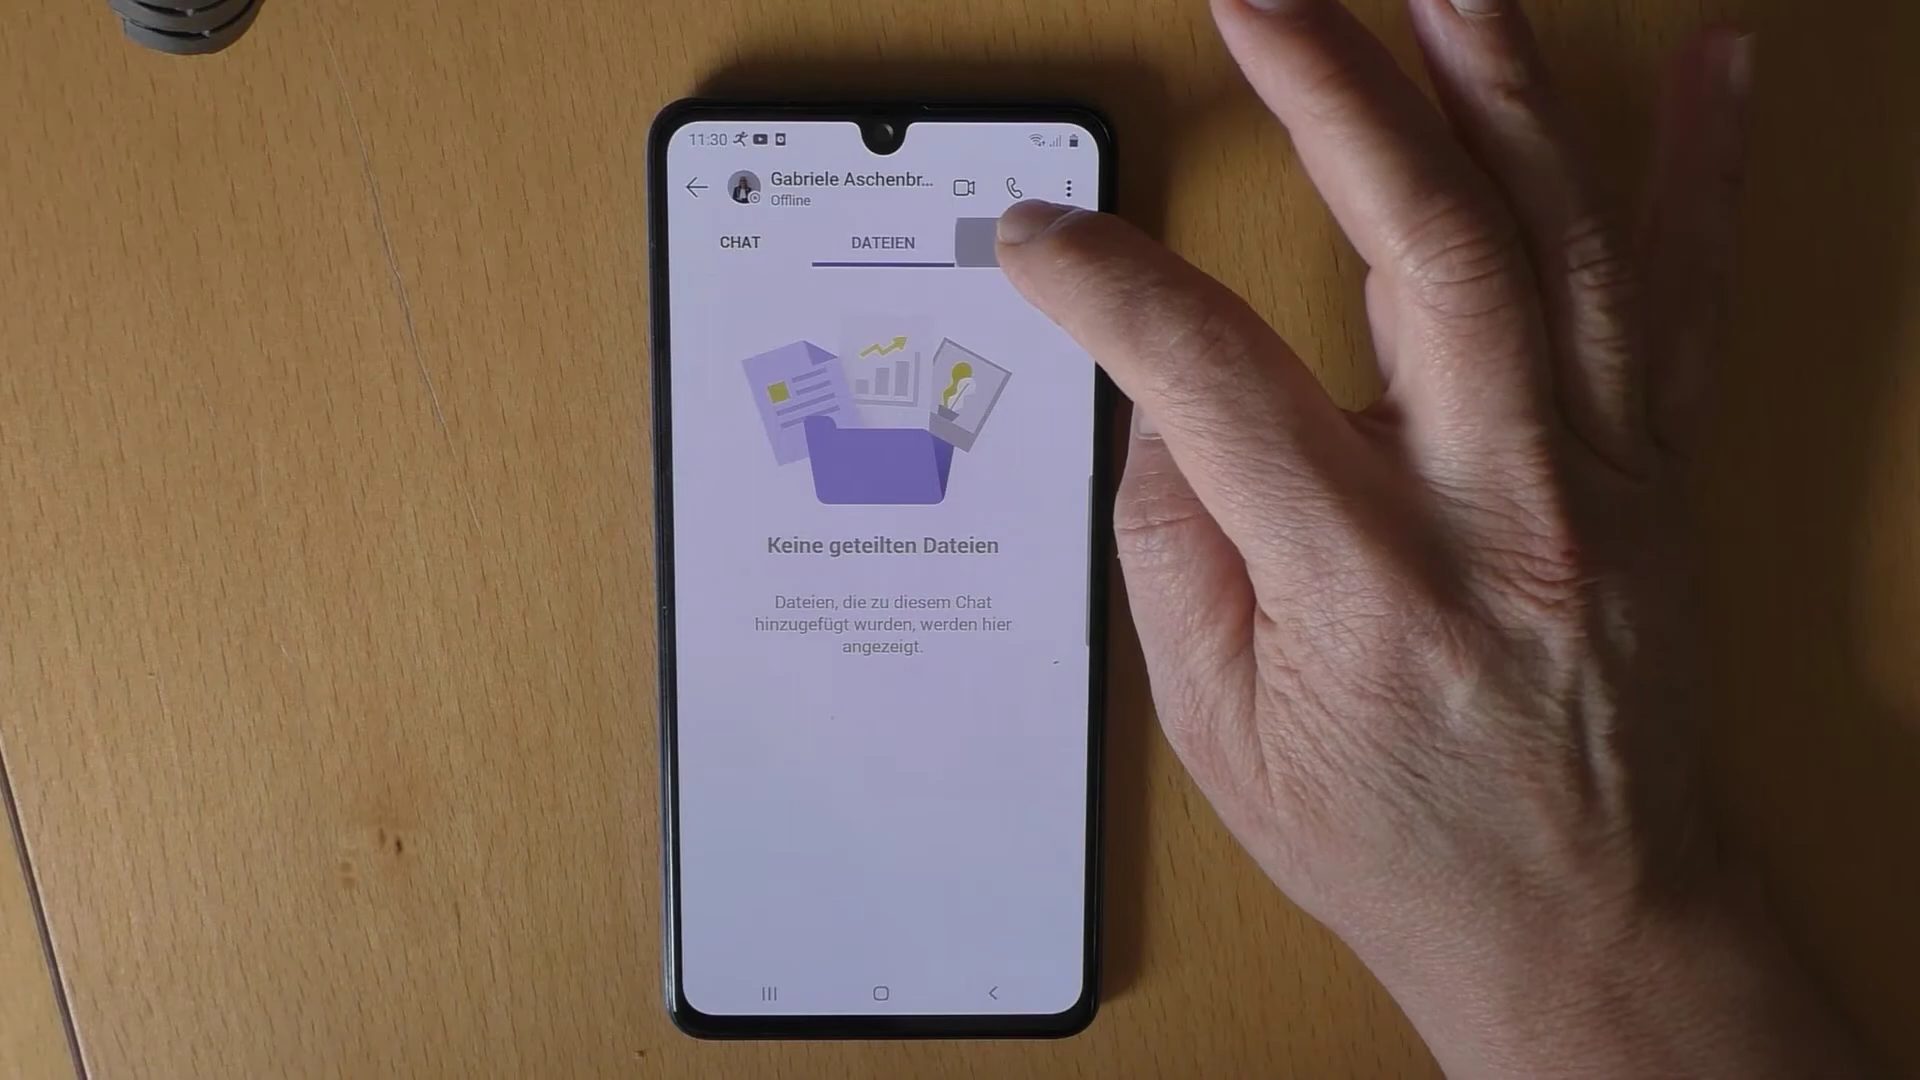 11:30
Gabriele Aschenbr...
Offline
CHAT
DATEIEN
Keine geteilten Dateien
Dateien, die zu diesem Chat
hinzugefügt wurden, werden hier
angezeigt.